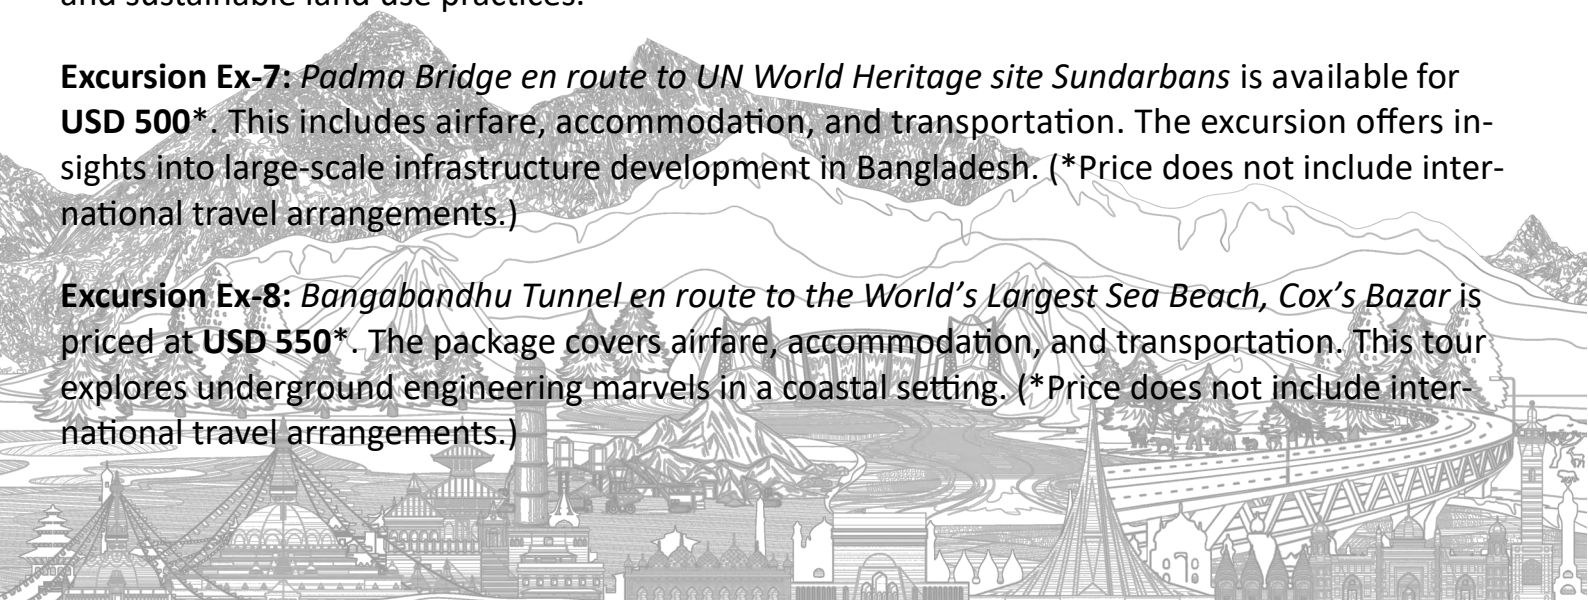 and sustainable land use practices.
Excursion Ex-7: Padma Bridge en route to UN World Heritage site Sundarbans is available for
USD 500*. This includes airfare, accommodation, and transportation. The excursion offers in-
sights into large-scale infrastructure development in Bangladesh. (*Price does not include inter-
national travel arrangements.)
Excursion Ex-8: Bangabandhu Tunnel en route to the World’s Largest Sea Beach, Cox’s Bazar is
priced at USD 550*. The package covers airfare, accommodation, and transportation. This tour
explores underground engineering marvels in a coastal setting. (*Price does not include inter-
national travel arrangements.)